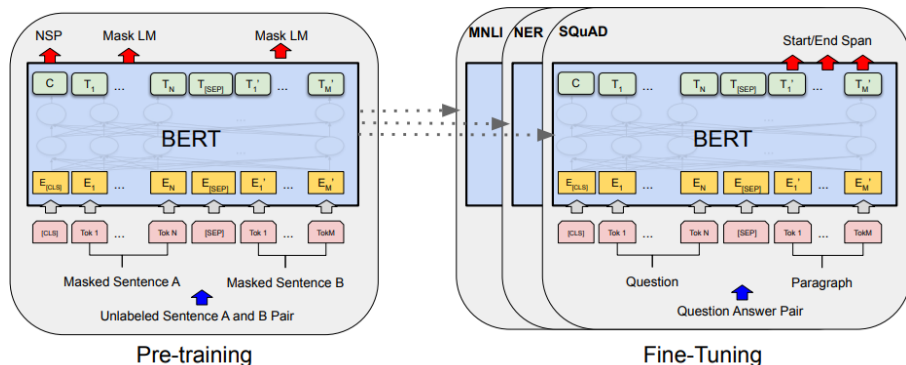 NSP Mask LM Mask LM
C T1 ... TN T[SEP] T1' ... TM'
BERT
E[CLS] E1 ... EN E[SEP] E1' ... EM'
[CLS] Tok 1 ... Tok N [SEP] Tok 1 ... TokM
Masked Sentence A Masked Sentence B
Unlabeled Sentence A and B Pair
Pre-training
MNLI NER SQuAD
Start/End Span
C T1 ... TN T[SEP] T1' ... TM'
BERT
E[CLS] E1 ... EN E[SEP] E1' ... EM'
[CLS] Tok 1 ... Tok N [SEP] Tok 1 ... TokM
Question Paragraph
Question Answer Pair
Fine-Tuning